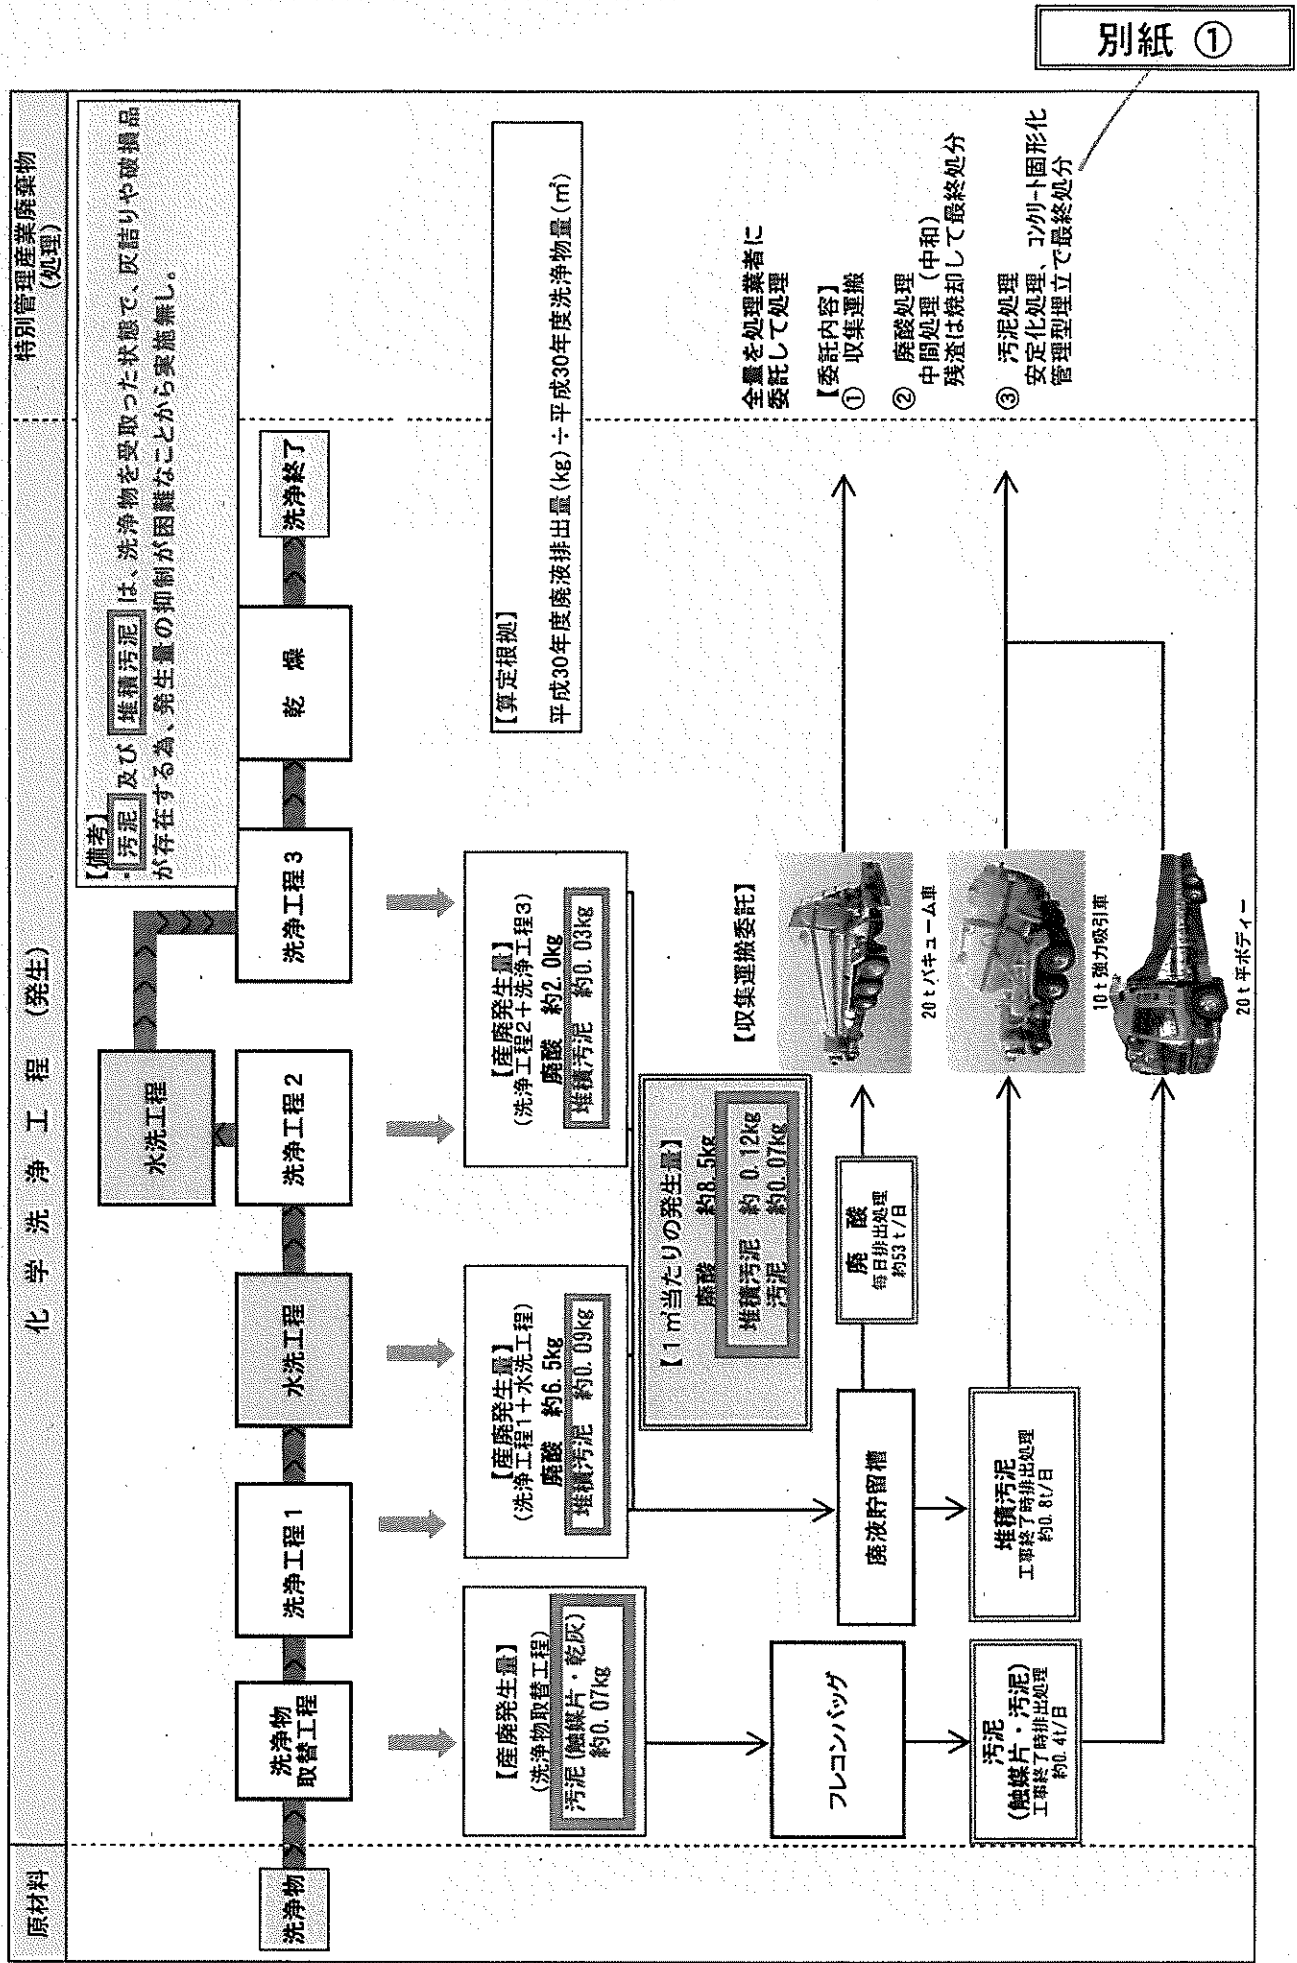 別紙 ①
原材料
化 学 洗 浄 工 程 (発生)
特別管理産業廃棄物
(処理)
【備考】
・汚泥 及び 堆積汚泥 は、洗浄物を受取った状態で、灰詰りや破損品
が存在する為、発生量の抑制が困難なことから実施無し。
洗浄物
洗浄物
取替工程
洗浄工程1
水洗工程
洗浄工程2
水洗工程
洗浄工程3
乾 燥
洗浄終了
【産廃発生量】
(洗浄物取替工程)
汚泥(触媒片・乾灰)
約0.07kg
【産廃発生量】
(洗浄工程1+水洗工程)
廃酸 約6.5kg
堆積汚泥 約0.09kg
【産廃発生量】
(洗浄工程2+洗浄工程3)
廃酸 約2.0kg
堆積汚泥 約0.03kg
【算定根拠】
平成30年度廃液排出量(kg)÷平成30年度洗浄物量(㎡)
【1㎡当たりの発生量】
廃酸 約8.5kg
堆積汚泥 約 0.12kg
汚泥 約0.07kg
フレコンバッグ
廃液貯留槽
廃 酸
毎日排出処理
約53t/日
【収集運搬委託】
20tバキューム車
汚泥
(触媒片・汚泥)
工事終了時排出処理
約0.4t/日
堆積汚泥
工事終了時排出処理
約0.8t/日
10t強力吸引車
20t平ボディー
全量を処理業者に
委託して処理
【委託内容】
① 収集運搬
② 廃酸処理
中間処理(中和)
残渣は焼却して最終処分
③ 汚泥処理
安定化処理、コンクリート固形化
管理型埋立で最終処分